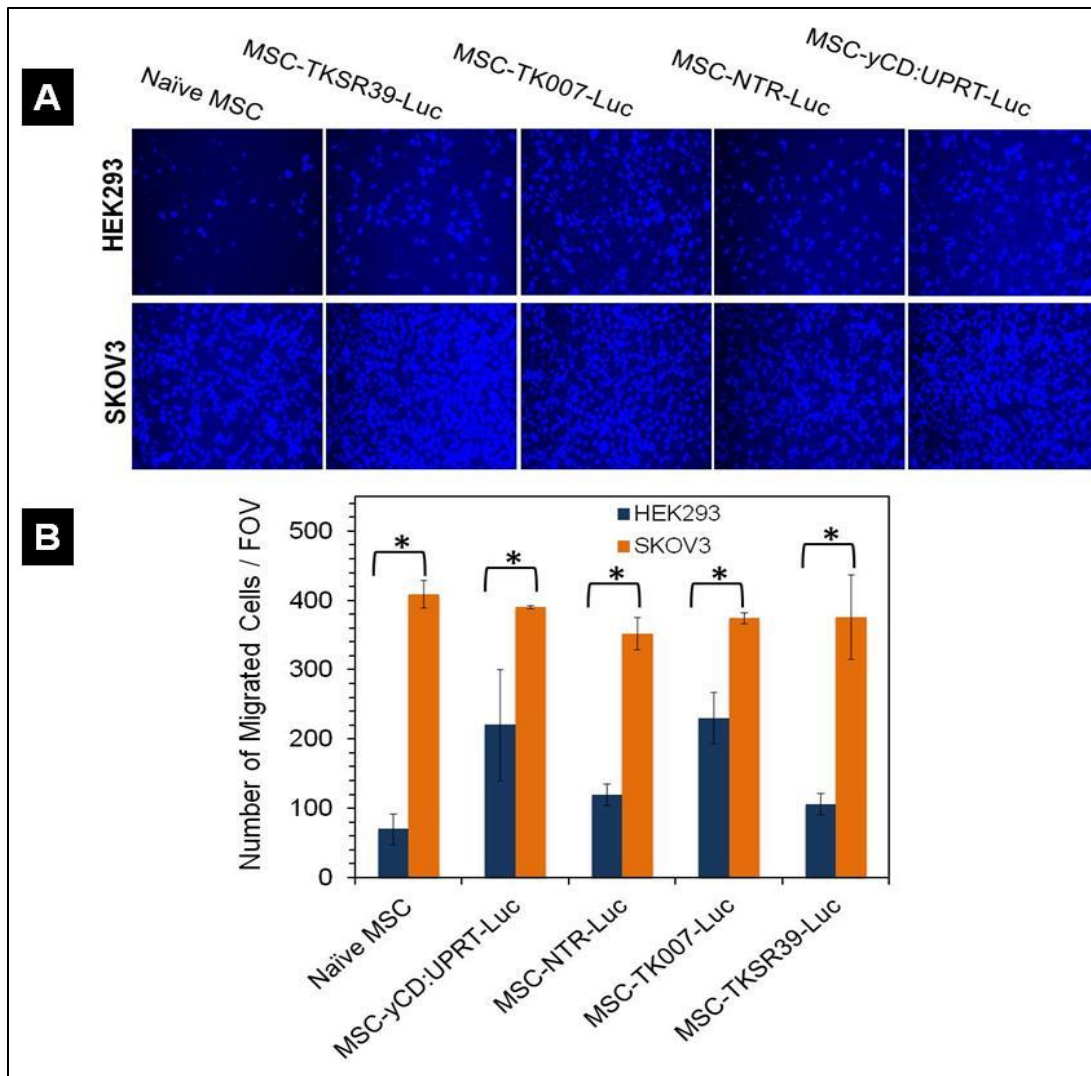 A
Naïve MSC
MSC-TKSR39-Luc
MSC-TK007-Luc
MSC-NTR-Luc
MSC-yCD:UPRT-Luc
HEK293
SKOV3
B
Number of Migrated Cells / FOV
500
400
300
200
100
0
HEK293
SKOV3
*
*
*
*
*
Naïve MSC
MSC-yCD:UPRT-Luc
MSC-NTR-Luc
MSC-TK007-Luc
MSC-TKSR39-Luc